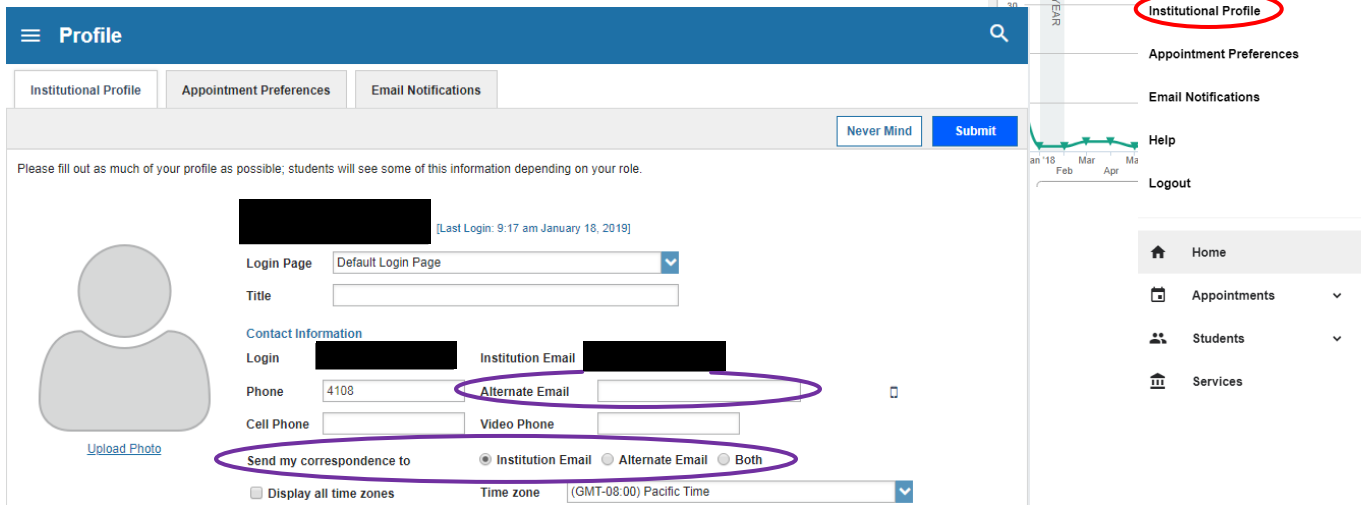 Profile
Institutional Profile Appointment Preferences Email Notifications
Never Mind Submit
Please fill out as much of your profile as possible; students will see some of this information depending on your role.
[Last Login: 9:17 am January 18, 2019]
Login Page Default Login Page
Title
Contact Information
Login Institution Email
Phone 4108 Alternate Email
Cell Phone Video Phone
Upload Photo
Send my correspondence to Institution Email Alternate Email Both
Display all time zones Time zone (GMT-08:00) Pacific Time
YEAR
an '18 Mar Ma
Feb Apr
Institutional Profile
Appointment Preferences
Email Notifications
Help
Logout
Home
Appointments
Students
Services